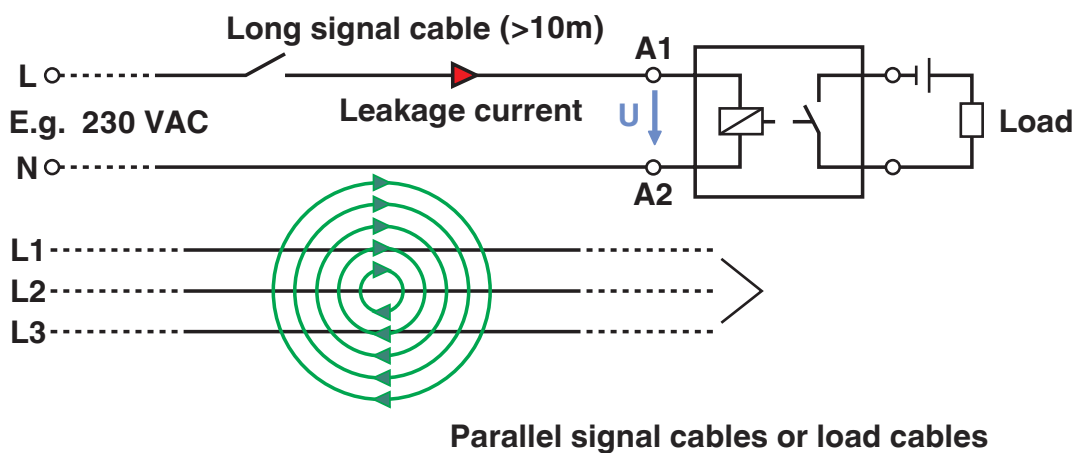 Long signal cable (>10m)
A1
L
Leakage current
U
E.g. 230 VAC
Load
N
A2
L1
L2
L3
Parallel signal cables or load cables